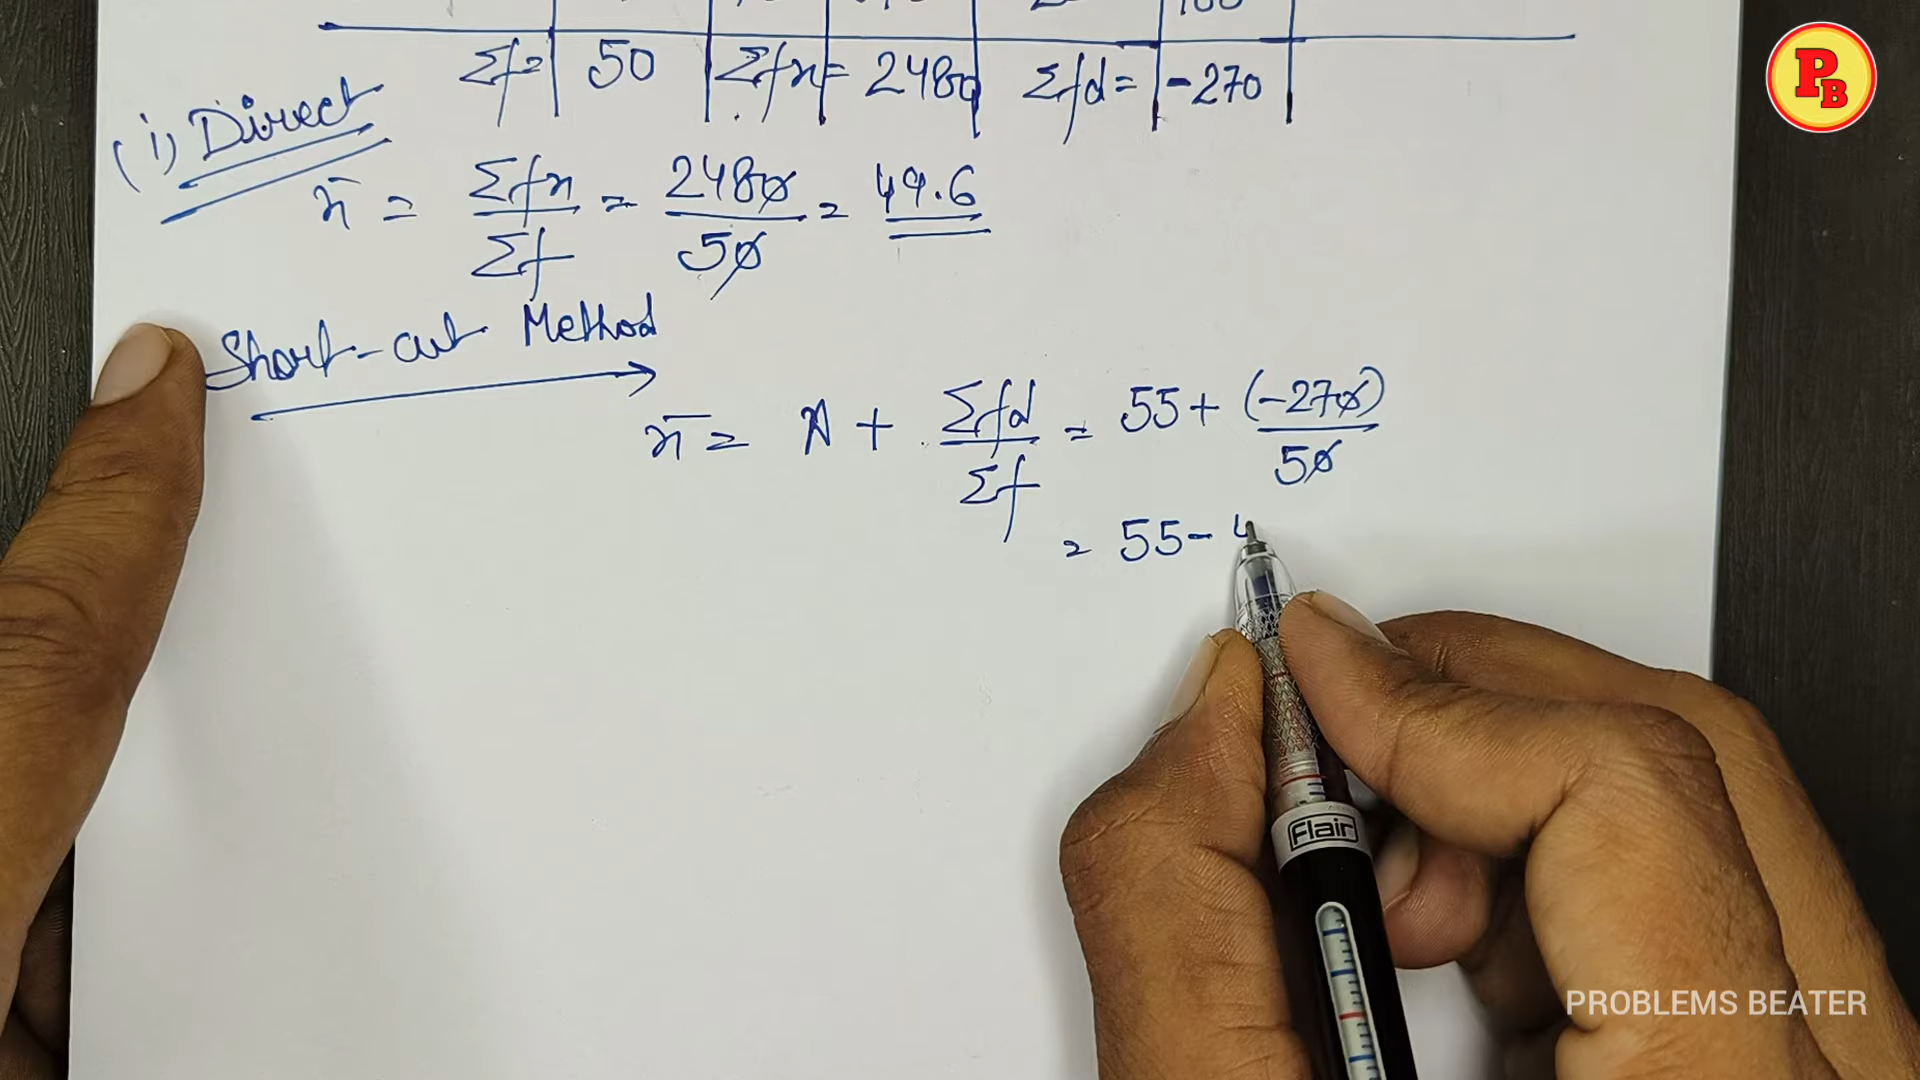 Σf= 50 Σfx= 2480 Σfd= -270
(i) Direct
x̄ = Σfx/Σf = 2480/50 = 49.6
Short-cut Method
x̄ = A + Σfd/Σf = 55+ (-270)/50
= 55-
PB
Flair
PROBLEMS BEATER